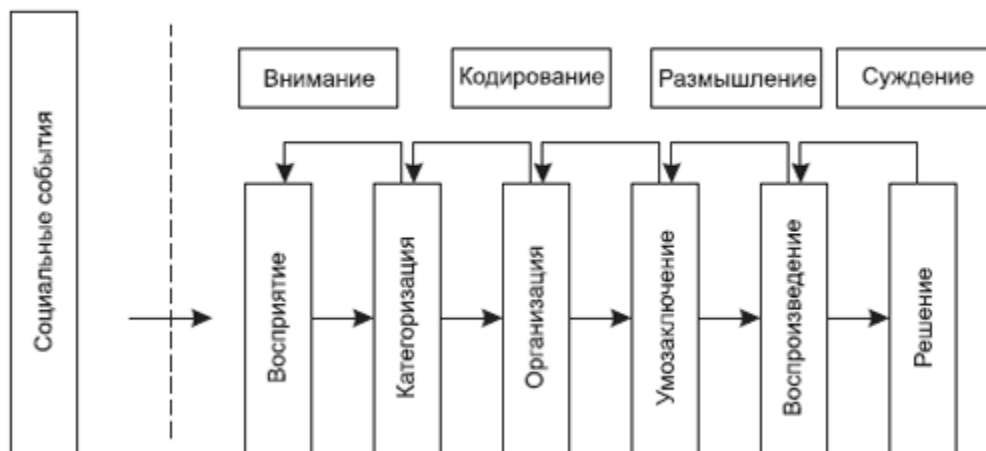 Социальные события
Внимание
Кодирование
Размышление
Суждение
Восприятие
Категоризация
Организация
Умозаключение
Воспроизведение
Решение